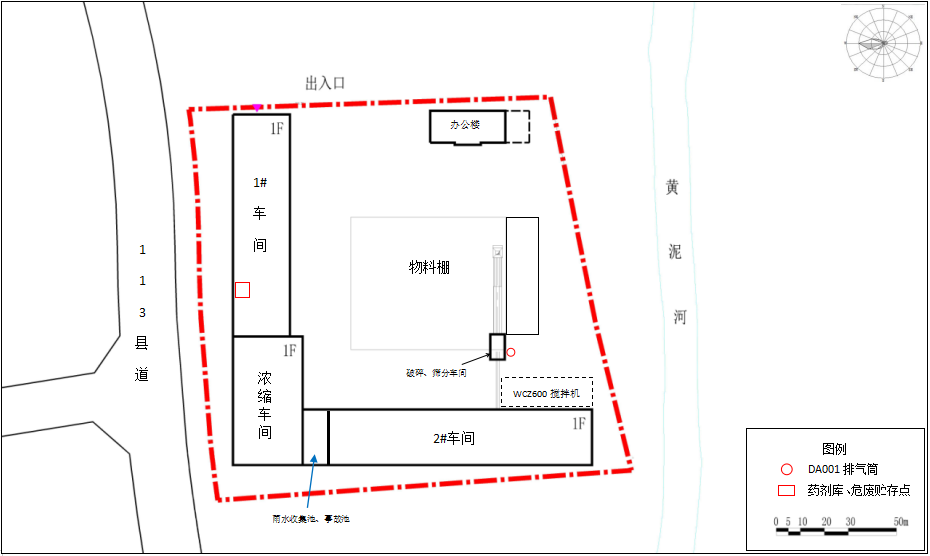 出入口
1F
办公楼
1#
车
间
黄
泥
河
物料棚
1
1
3
县
道
1F
浓
缩
车
间
破碎、筛分车间
WCZ600 搅拌机
1F
2#车间
雨水收集池、事故池
图例
DA001 排气筒
药剂库、危废贮存点
0 5 10 20 30 50m